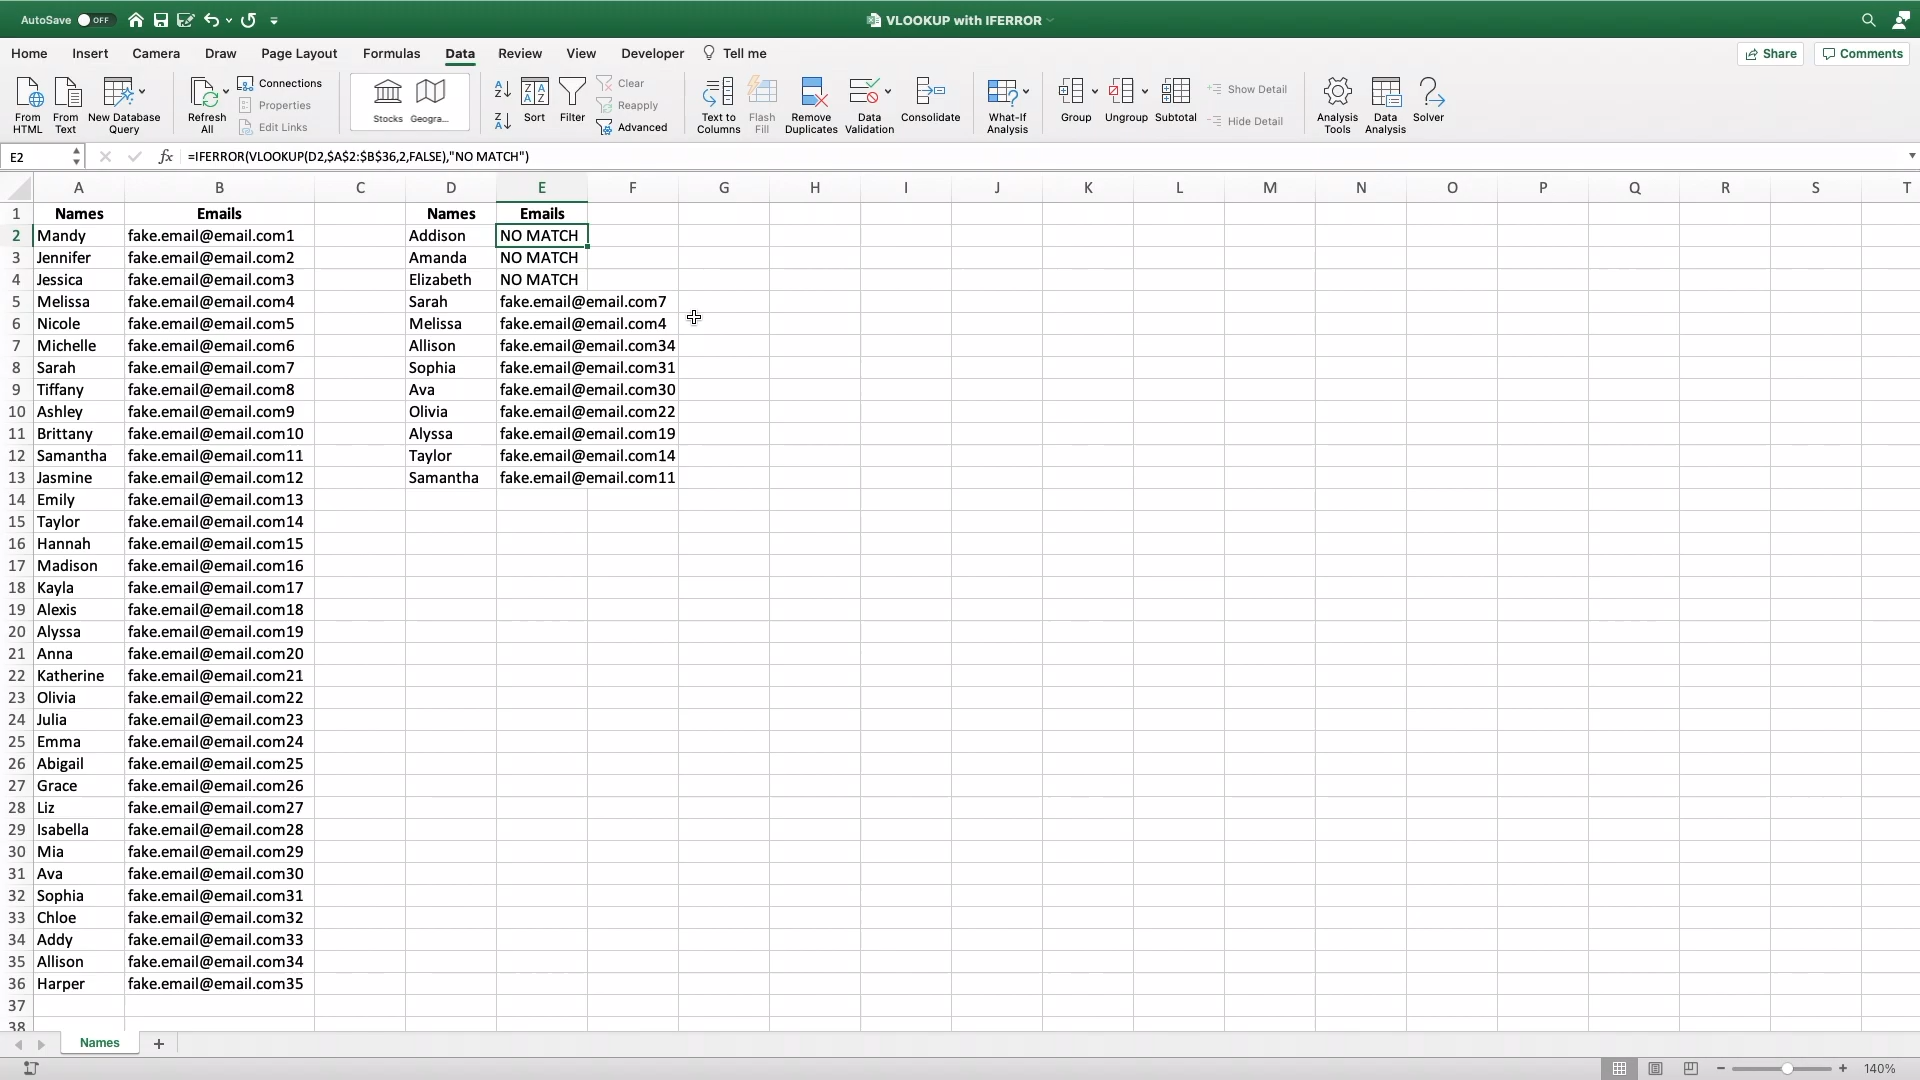 AutoSave OFF
VLOOKUP with IFERROR
Home Insert Camera Draw Page Layout Formulas Data Review View Developer Tell me
Share Comments
From HTML
From Text
New Database Query
Refresh All
Connections
Properties
Edit Links
Stocks Geogra...
A Z
Z A
Z A
A Z
Sort
Filter
Clear
Reapply
Advanced
Text to Columns
Flash Fill
Remove Duplicates
Data Validation
Consolidate
What-If Analysis
Group
Ungroup
Subtotal
Show Detail
Hide Detail
Analysis Tools
Data Analysis
Solver
E2 fx =IFERROR(VLOOKUP(D2,$A$2:$B$36,2,FALSE),"NO MATCH")
A B C D E F G H I J K L M N O P Q R S T
1 Names Emails Names Emails
2 Mandy fake.email@email.com1 Addison NO MATCH
3 Jennifer fake.email@email.com2 Amanda NO MATCH
4 Jessica fake.email@email.com3 Elizabeth NO MATCH
5 Melissa fake.email@email.com4 Sarah fake.email@email.com7
6 Nicole fake.email@email.com5 Melissa fake.email@email.com4
7 Michelle fake.email@email.com6 Allison fake.email@email.com34
8 Sarah fake.email@email.com7 Sophia fake.email@email.com31
9 Tiffany fake.email@email.com8 Ava fake.email@email.com30
10 Ashley fake.email@email.com9 Olivia fake.email@email.com22
11 Brittany fake.email@email.com10 Alyssa fake.email@email.com19
12 Samantha fake.email@email.com11 Taylor fake.email@email.com14
13 Jasmine fake.email@email.com12 Samantha fake.email@email.com11
14 Emily fake.email@email.com13
15 Taylor fake.email@email.com14
16 Hannah fake.email@email.com15
17 Madison fake.email@email.com16
18 Kayla fake.email@email.com17
19 Alexis fake.email@email.com18
20 Alyssa fake.email@email.com19
21 Anna fake.email@email.com20
22 Katherine fake.email@email.com21
23 Olivia fake.email@email.com22
24 Julia fake.email@email.com23
25 Emma fake.email@email.com24
26 Abigail fake.email@email.com25
27 Grace fake.email@email.com26
28 Liz fake.email@email.com27
29 Isabella fake.email@email.com28
30 Mia fake.email@email.com29
31 Ava fake.email@email.com30
32 Sophia fake.email@email.com31
33 Chloe fake.email@email.com32
34 Addy fake.email@email.com33
35 Allison fake.email@email.com34
36 Harper fake.email@email.com35
37
38
Names +
140%